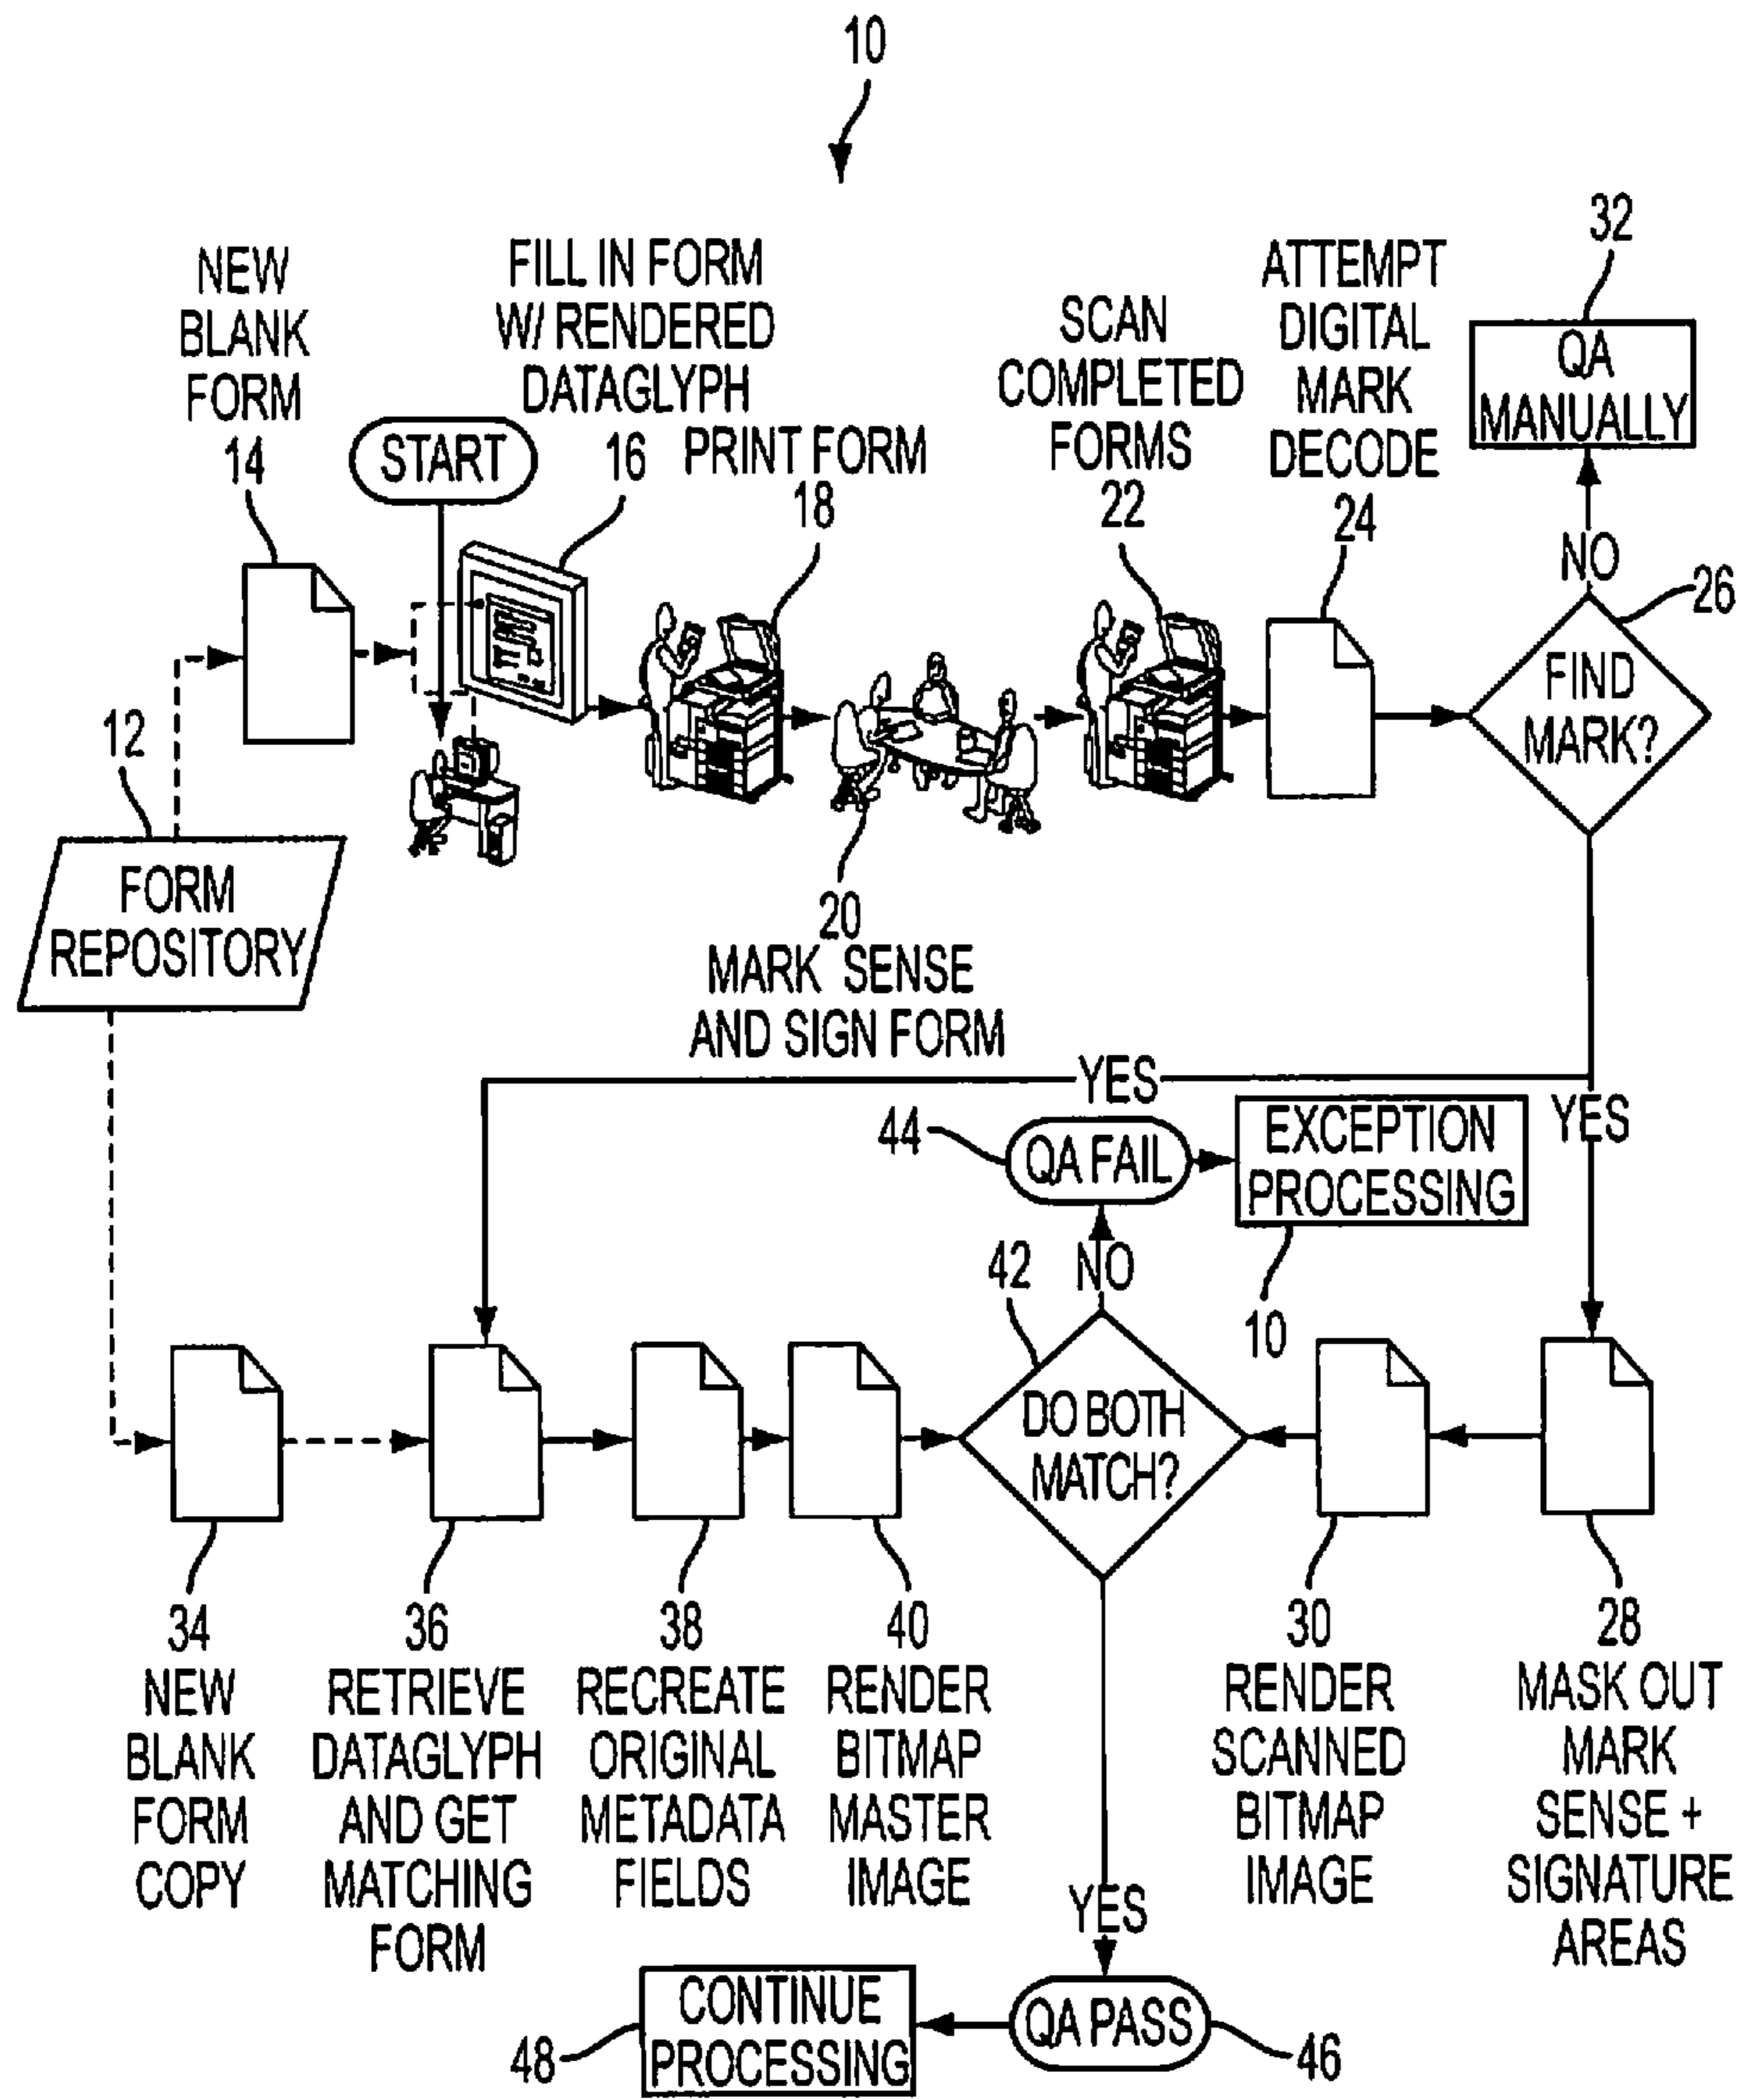 10
NEW
BLANK
FORM
14
START
FILL IN FORM
W/ RENDERED
DATAGLYPH
16
PRINT FORM
18
SCAN
COMPLETED
FORMS
22
ATTEMPT
DIGITAL
MARK
DECODE
24
32
QA
MANUALLY
NO
26
FIND
MARK?
12
FORM
REPOSITORY
20
MARK SENSE
AND SIGN FORM
YES
YES
44
QA FAIL
EXCEPTION
PROCESSING
10
42
NO
DO BOTH
MATCH?
34
NEW
BLANK
FORM
COPY
36
RETRIEVE
DATAGLYPH
AND GET
MATCHING
FORM
38
RECREATE
ORIGINAL
METADATA
FIELDS
40
RENDER
BITMAP
MASTER
IMAGE
30
RENDER
SCANNED
BITMAP
IMAGE
28
MASK OUT
MARK
SENSE +
SIGNATURE
AREAS
YES
QA PASS
46
CONTINUE
PROCESSING
48